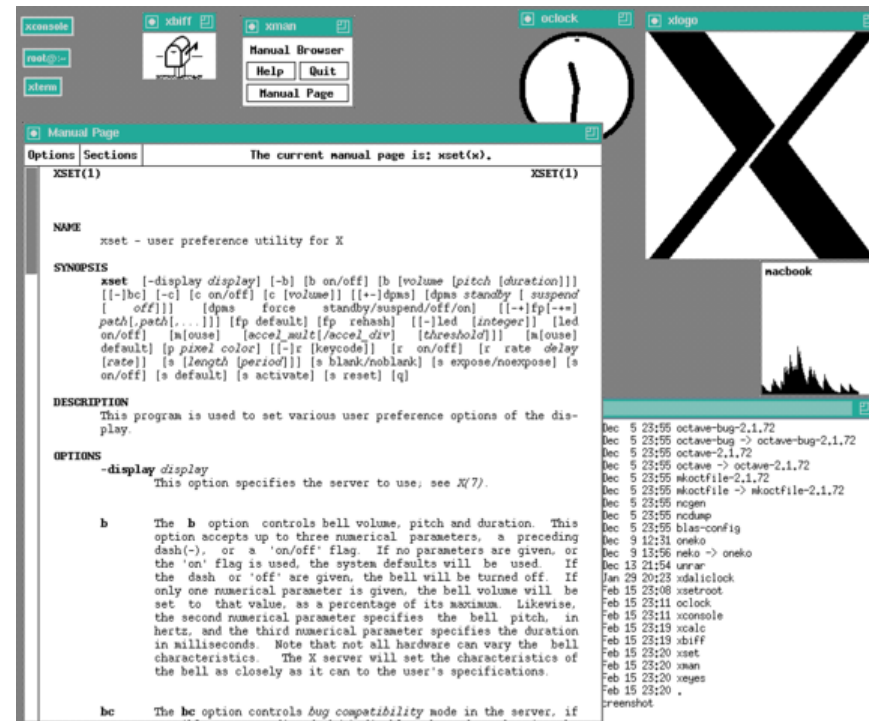 xconsole
root@:~
xterm
xbiff
xman
Manual Browser
Help Quit
Manual Page
oclock
xlogo
macbook
Manual Page
Options Sections The current manual page is: xset(x).
XSET(1) XSET(1)
NAME
xset - user preference utility for X
SYNOPSIS
xset [-display display] [-b] [b on/off] [b [volume [pitch [duration]]]
[[-]bc] [-c] [c on/off] [c [volume]] [[+-]dpms] [dpms standby [ suspend
[ off]]] [dpms force standby/suspend/off/on] [[-+]fp[-+=]
path[,path[,...]]] [fp default] [fp rehash] [[-]led [integer]] [led
on/off] [m[ouse] [accel_mult[/accel_div] [threshold]]] [m[ouse]
default] [p pixel color] [[-]r [keycode]] [r on/off] [r rate delay
[rate]] [s [length [period]]] [s blank/noblank] [s expose/noexpose] [s
on/off] [s default] [s activate] [s reset] [q]
DESCRIPTION
This program is used to set various user preference options of the dis-
play.
OPTIONS
-display display
This option specifies the server to use; see X(7).
b The b option controls bell volume, pitch and duration. This
option accepts up to three numerical parameters, a preceding
dash(-), or a 'on/off' flag. If no parameters are given, or
the 'on' flag is used, the system defaults will be used. If
the dash or 'off' are given, the bell will be turned off. If
only one numerical parameter is given, the bell volume will be
set to that value, as a percentage of its maximum. Likewise,
the second numerical parameter specifies the bell pitch, in
hertz, and the third numerical parameter specifies the duration
in milliseconds. Note that not all hardware can vary the bell
characteristics. The X server will set the characteristics of
the bell as closely as it can to the user's specifications.
bc The bc option controls bug compatibility mode in the server, if
Dec 5 23:55 octave-bug-2.1.72
Dec 5 23:55 octave-bug -> octave-bug-2.1.72
Dec 5 23:55 octave-2.1.72
Dec 5 23:55 octave -> octave-2.1.72
Dec 5 23:55 mkoctfile-2.1.72
Dec 5 23:55 mkoctfile -> mkoctfile-2.1.72
Dec 5 23:55 ncgen
Dec 5 23:55 ncdump
Dec 5 23:55 blas-config
Dec 9 12:31 oneko
Dec 9 13:56 neko -> oneko
Dec 13 21:54 unrar
Jan 29 20:23 xdaliclock
Feb 15 23:08 xsetroot
Feb 15 23:11 oclock
Feb 15 23:11 xconsole
Feb 15 23:19 xcalc
Feb 15 23:19 xbiff
Feb 15 23:20 xset
Feb 15 23:20 xman
Feb 15 23:20 xeyes
Feb 15 23:20 .
creenshot